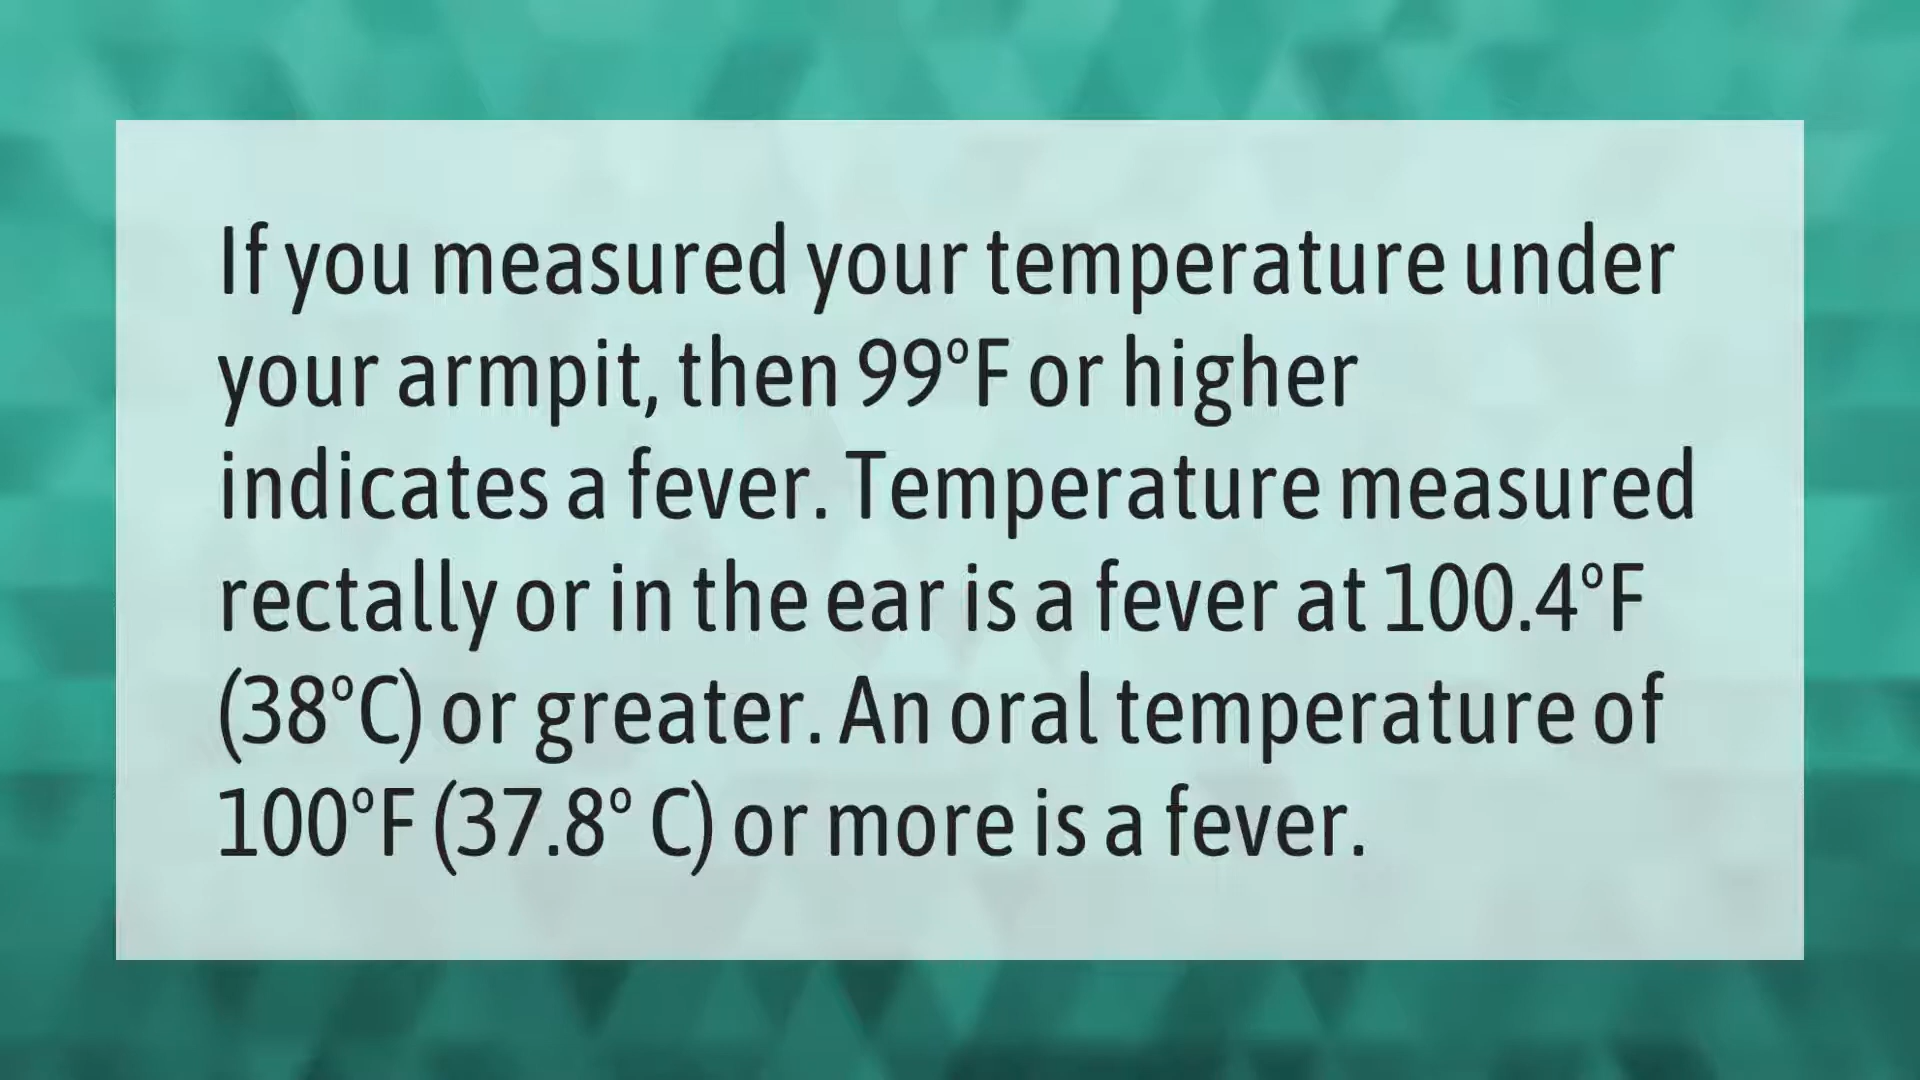 If you measured your temperature under
your armpit, then 99°F or higher
indicates a fever. Temperature measured
rectally or in the ear is a fever at 100.4°F
(38°C) or greater. An oral temperature of
100°F (37.8° C) or more is a fever.